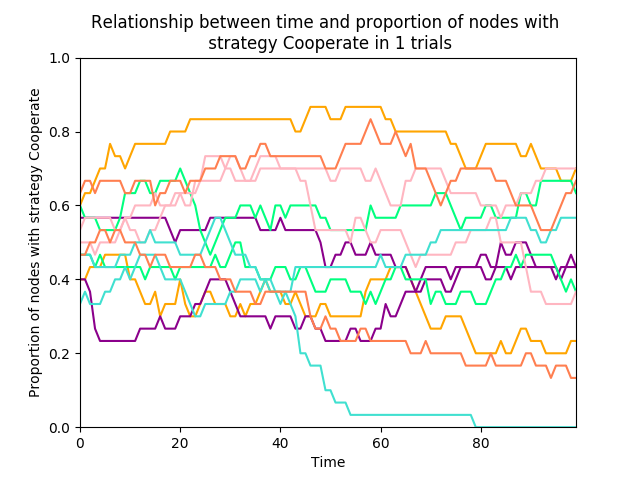 Relationship between time and proportion of nodes with
strategy Cooperate in 1 trials
1.0
0.8
0.6
0.4
0.2
0.0
Proportion of nodes with strategy Cooperate
0 20 40 60 80
Time